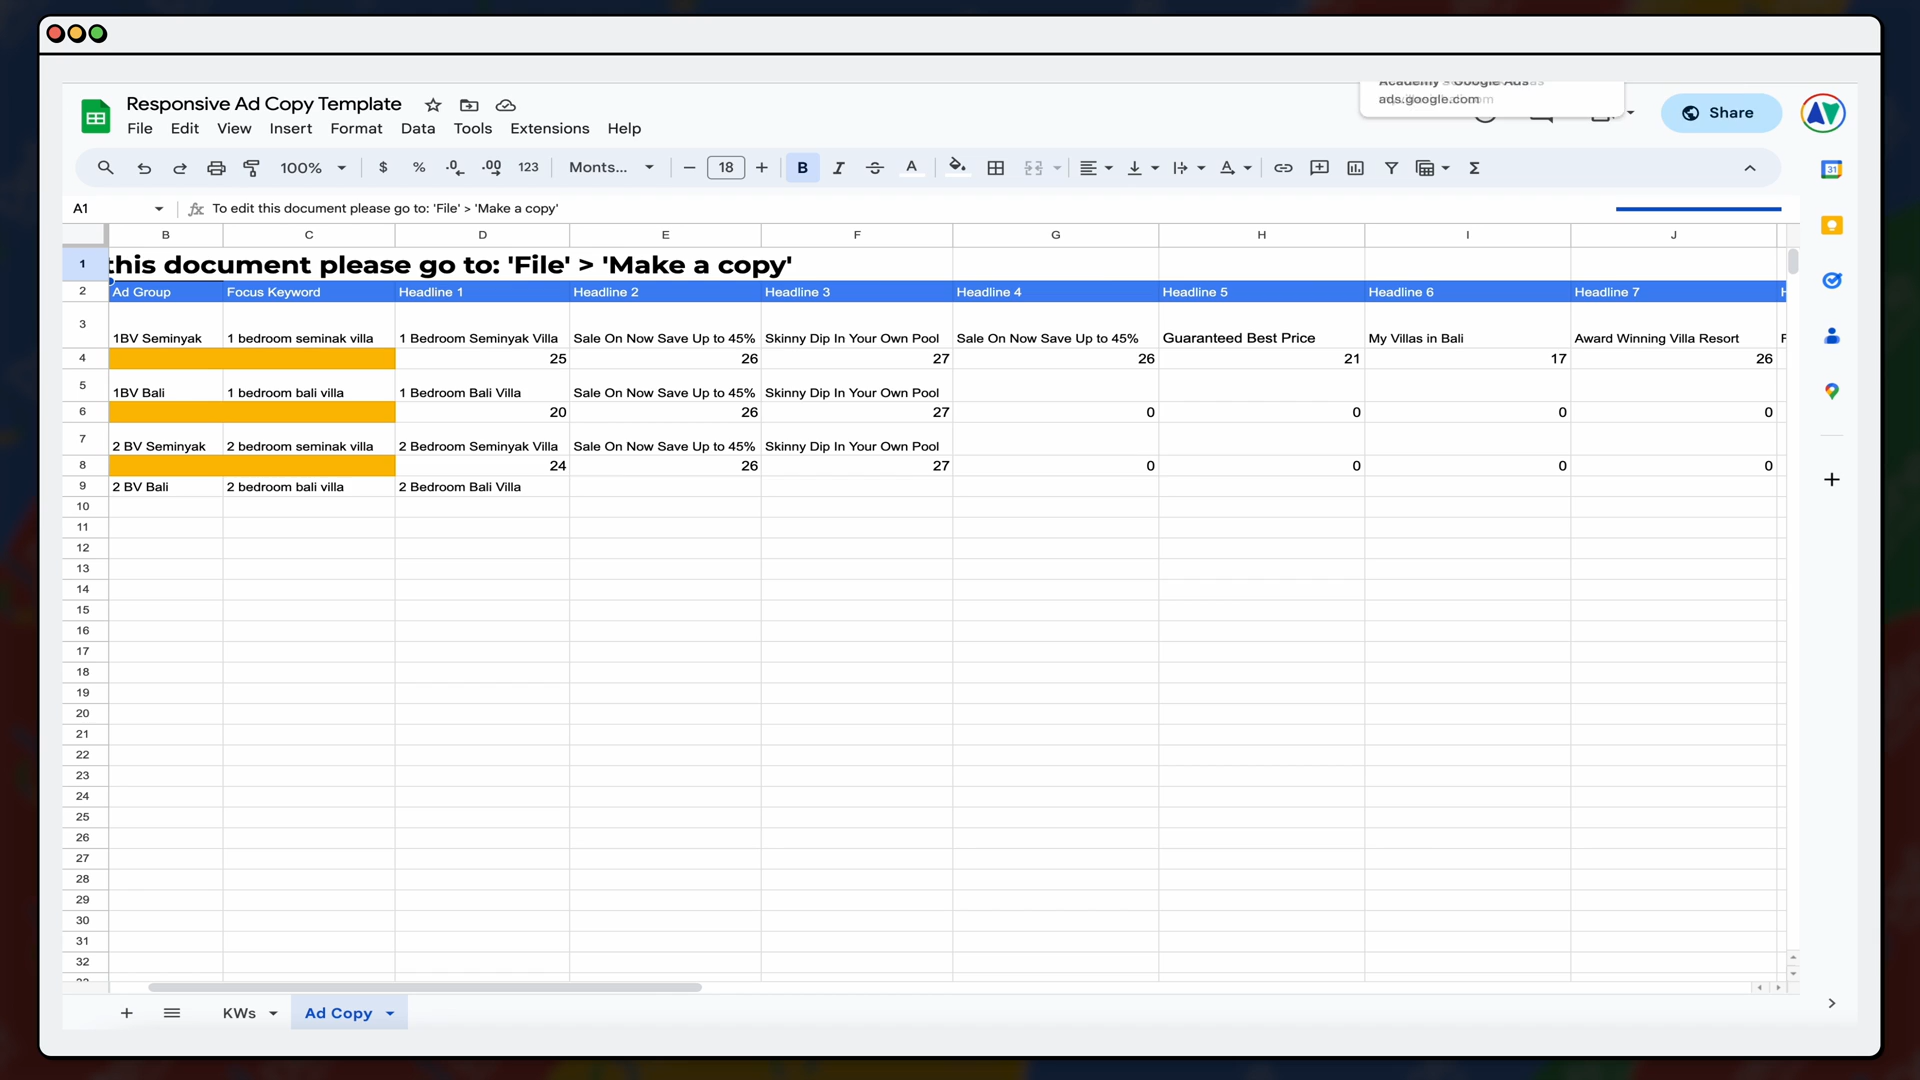 Responsive Ad Copy Template
Academy - Google Ads
ads.google.com
File Edit View Insert Format Data Tools Extensions Help
Share
100% $ % .0 .00 123 Monts... 18 B I A
31
A1 fx To edit this document please go to: 'File' > 'Make a copy'
B C D E F G H I J
1 this document please go to: 'File' > 'Make a copy'
2 Ad Group Focus Keyword Headline 1 Headline 2 Headline 3 Headline 4 Headline 5 Headline 6 Headline 7
3 1BV Seminyak 1 bedroom seminak villa 1 Bedroom Seminyak Villa Sale On Now Save Up to 45% Skinny Dip In Your Own Pool Sale On Now Save Up to 45% Guaranteed Best Price My Villas in Bali Award Winning Villa Resort
4 25 26 27 26 21 17 26
5 1BV Bali 1 bedroom bali villa 1 Bedroom Bali Villa Sale On Now Save Up to 45% Skinny Dip In Your Own Pool
6 20 26 27 0 0 0 0
7 2 BV Seminyak 2 bedroom seminak villa 2 Bedroom Seminyak Villa Sale On Now Save Up to 45% Skinny Dip In Your Own Pool
8 24 26 27 0 0 0 0
9 2 BV Bali 2 bedroom bali villa 2 Bedroom Bali Villa
10
11
12
13
14
15
16
17
18
19
20
21
22
23
24
25
26
27
28
29
30
31
32
KWs Ad Copy